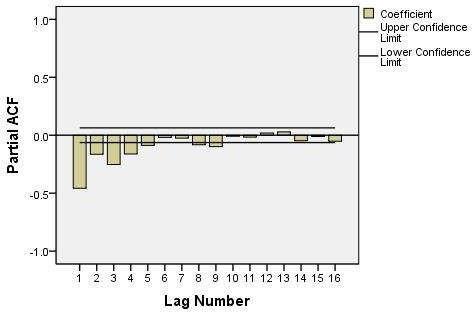 Partial ACF
1.0
0.5
0.0
-0.5
-1.0
1 2 3 4 5 6 7 8 9 10 11 12 13 14 15 16
Lag Number
Coefficient
Upper Confidence
Limit
Lower Confidence
Limit